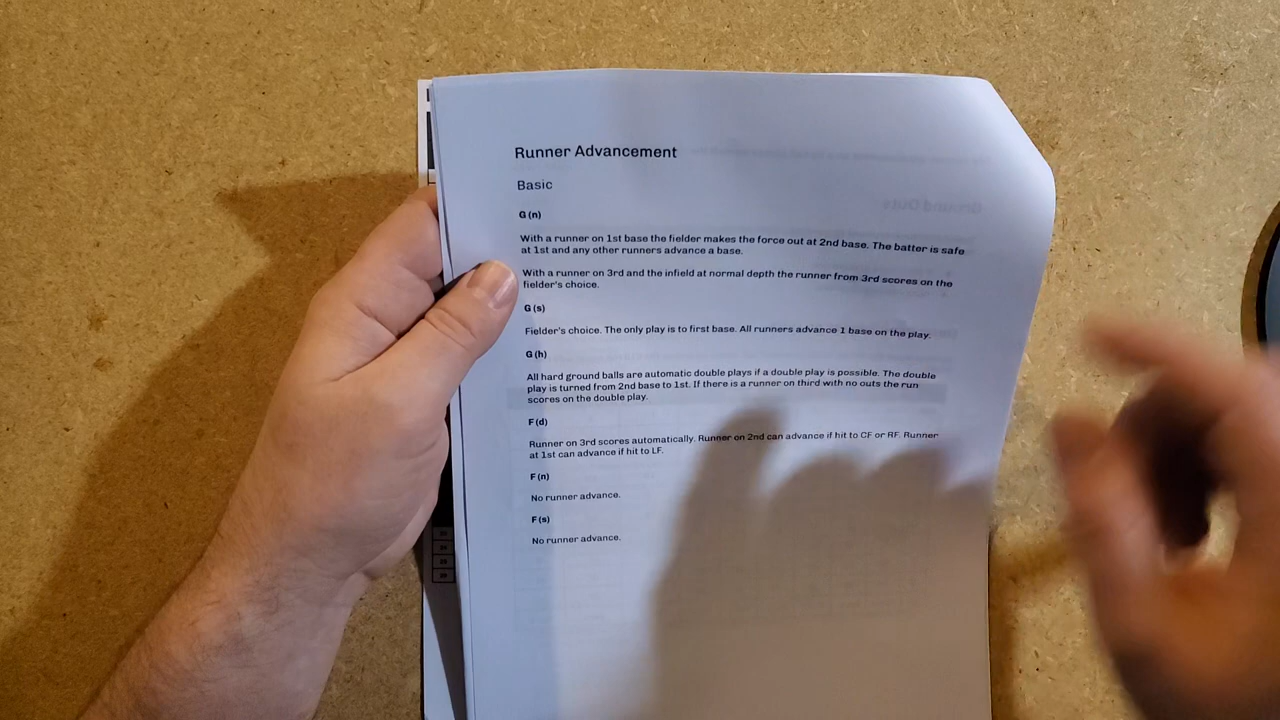 Runner Advancement
Basic
G (n)
With a runner on 1st base the fielder makes the force out at 2nd base. The batter is safe
at 1st and any other runners advance a base.
With a runner on 3rd and the infield at normal depth the runner from 3rd scores on the
fielder's choice.
G (s)
Fielder's choice. The only play is to first base. All runners advance 1 base on the play.
G (h)
All hard ground balls are automatic double plays if a double play is possible. The double
play is turned from 2nd base to 1st. If there is a runner on third with no outs the run
scores on the double play.
F (d)
Runner on 3rd scores automatically. Runner on 2nd can advance if hit to CF or RF. Runner
at 1st can advance if hit to LF.
F (n)
No runner advance.
F (s)
No runner advance.